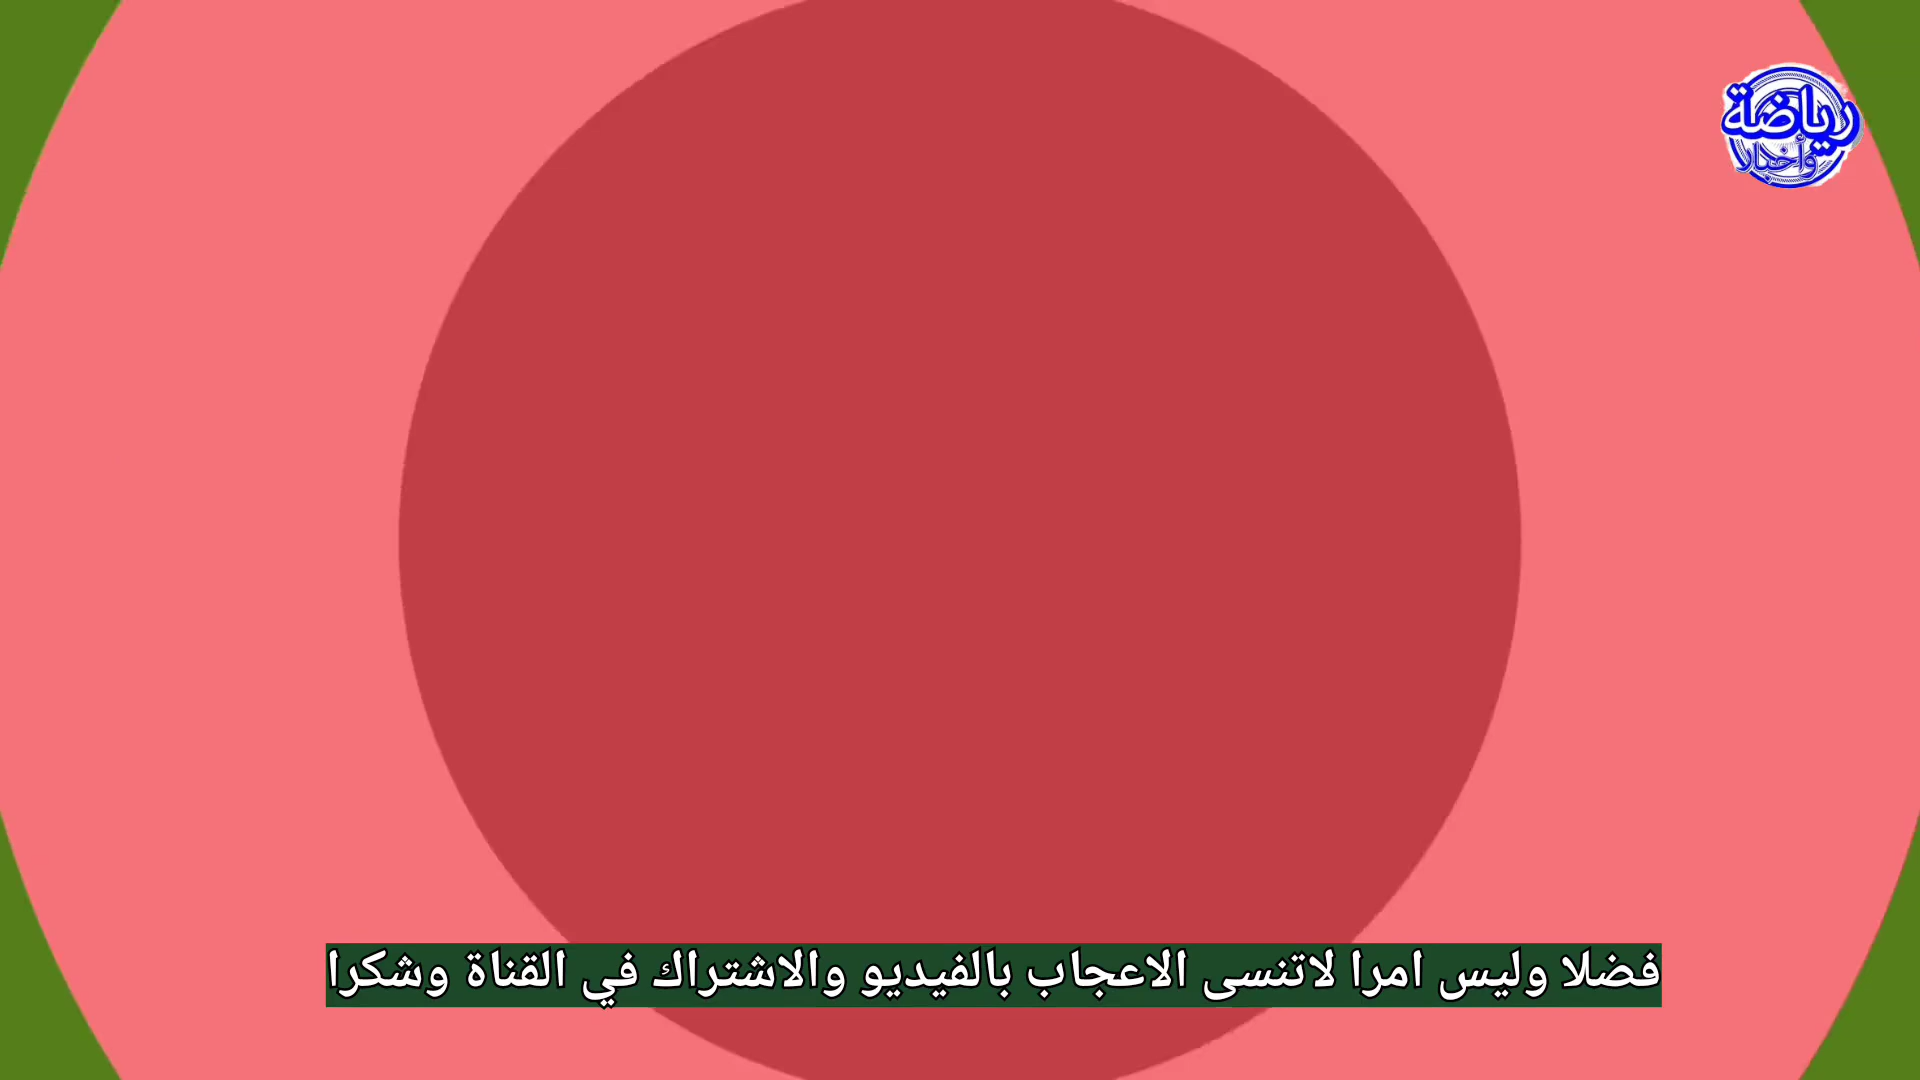 رياضة
وأخبار
فضلا وليس امرا لاتنسى الاعجاب بالفيديو والاشتراك في القناة وشكرا